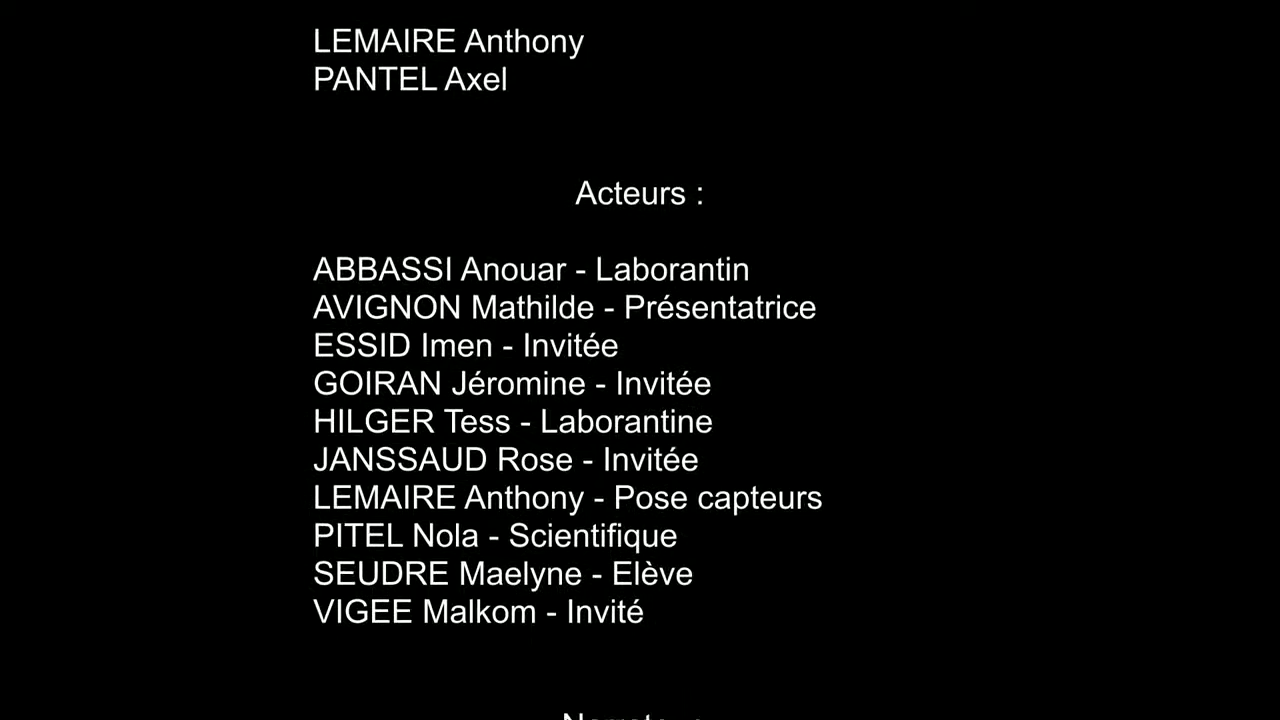 LEMAIRE Anthony
PANTEL Axel
Acteurs :
ABBASSI Anouar - Laborantin
AVIGNON Mathilde - Présentatrice
ESSID Imen - Invitée
GOIRAN Jéromine - Invitée
HILGER Tess - Laborantine
JANSSAUD Rose - Invitée
LEMAIRE Anthony - Pose capteurs
PITEL Nola - Scientifique
SEUDRE Maelyne - Elève
VIGEE Malkom - Invité